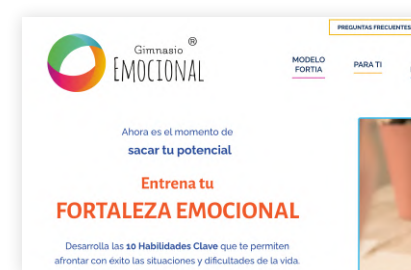 PREGUNTAS FRECUENTES
Gimnasio ®
EMOCIONAL
MODELO
FORTIA
PARA TI
Ahora es el momento de
sacar tu potencial
Entrena tu
FORTALEZA EMOCIONAL
Desarrolla las 10 Habilidades Clave que te permiten
afrontar con éxito las situaciones y dificultades de la vida.